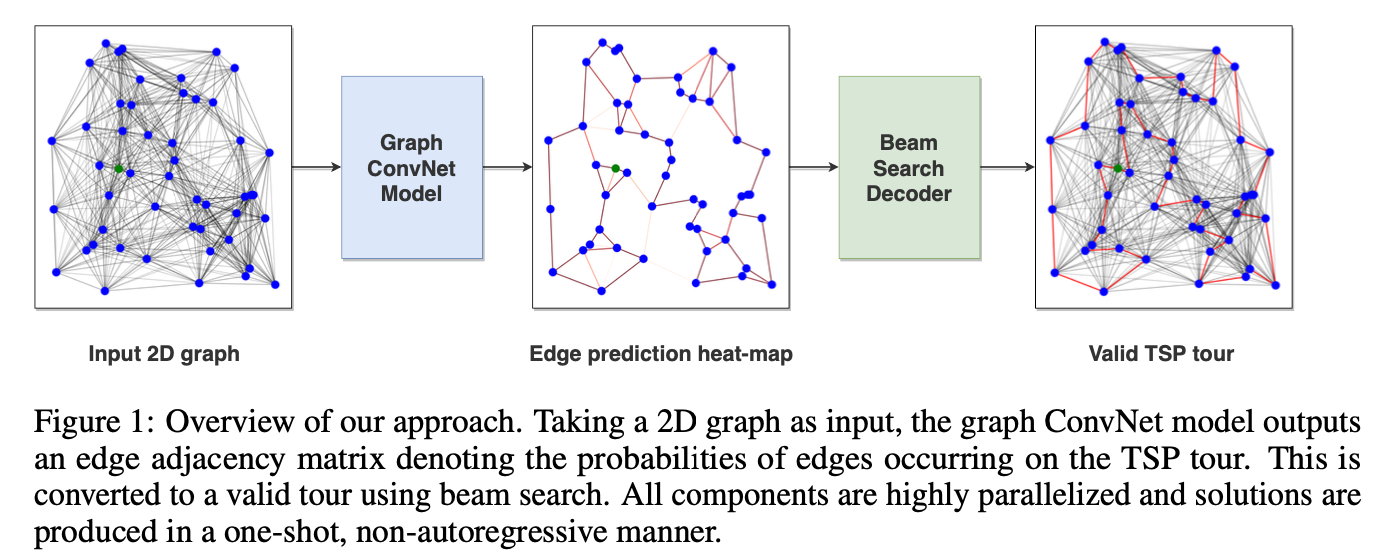 Graph
ConvNet
Model
Beam
Search
Decoder
Input 2D graph
Edge prediction heat-map
Valid TSP tour
Figure 1: Overview of our approach. Taking a 2D graph as input, the graph ConvNet model outputs
an edge adjacency matrix denoting the probabilities of edges occurring on the TSP tour. This is
converted to a valid tour using beam search. All components are highly parallelized and solutions are
produced in a one-shot, non-autoregressive manner.